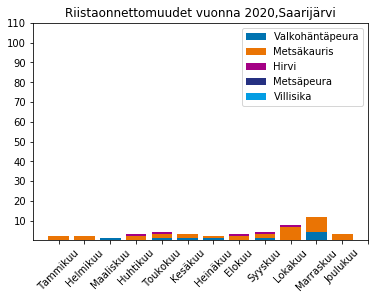 Riistaonnettomuudet vuonna 2020,Saarijärvi
110
100
90
80
70
60
50
40
30
20
10
Valkohäntäpeura
Metsäkauris
Hirvi
Metsäpeura
Villisika
Tammikuu
Helmikuu
Maaliskuu
Huhtikuu
Toukokuu
Kesäkuu
Heinäkuu
Elokuu
Syyskuu
Lokakuu
Marraskuu
Joulukuu